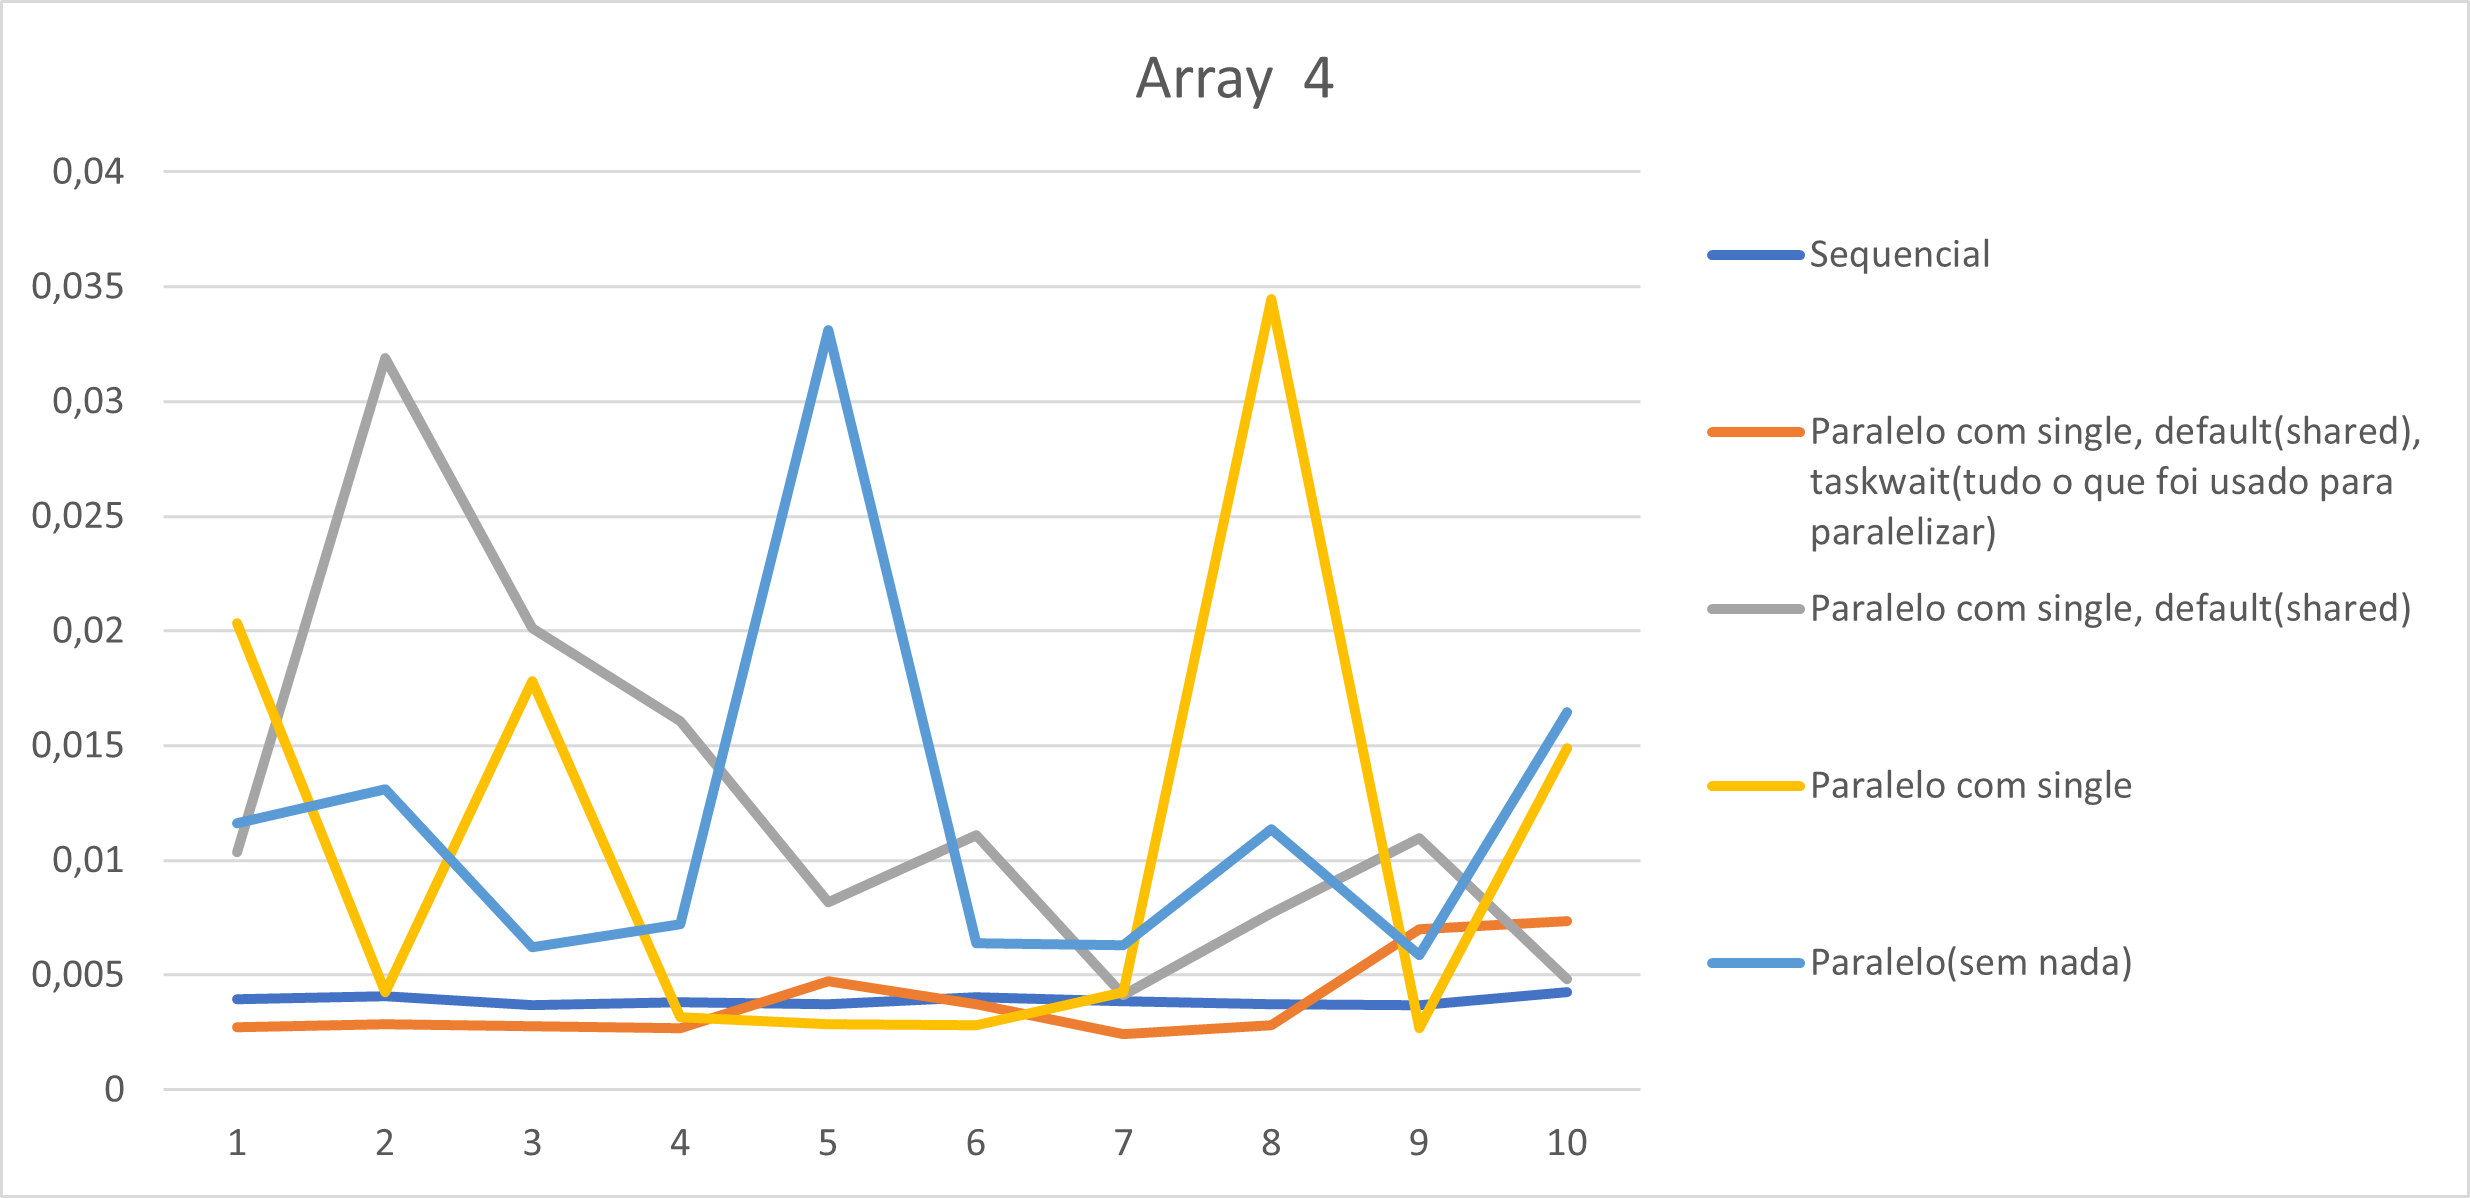 Array 4
0,04
0,035
0,03
0,025
0,02
0,015
0,01
0,005
0
1 2 3 4 5 6 7 8 9 10
Sequencial
Paralelo com single, default(shared),
taskwait(tudo o que foi usado para
paralelizar)
Paralelo com single, default(shared)
Paralelo com single
Paralelo(sem nada)